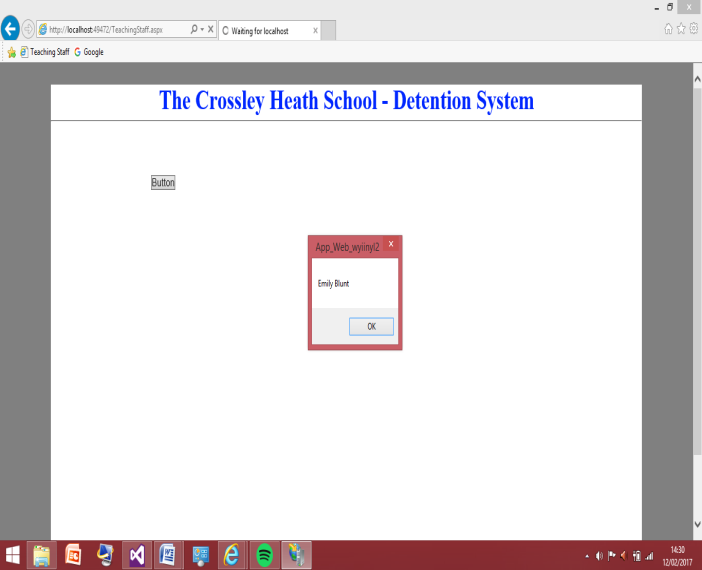 http://localhost:49472/TeachingStaff.aspx
Waiting for localhost
Teaching Staff
Google
The Crossley Heath School - Detention System
Button
App_Web_wyiinyl2
Emily Blunt
OK
14:30
12/02/2017